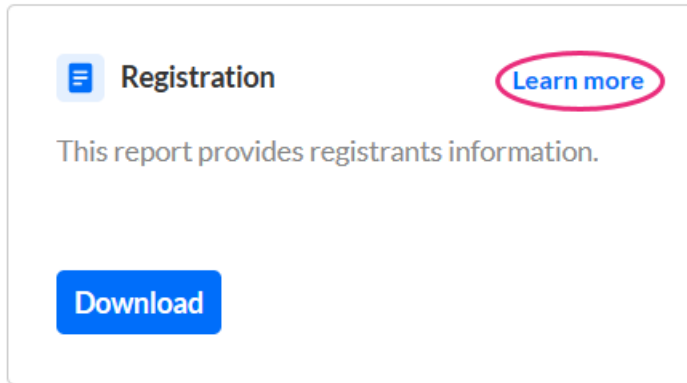 Registration
Learn more
This report provides registrants information.
Download